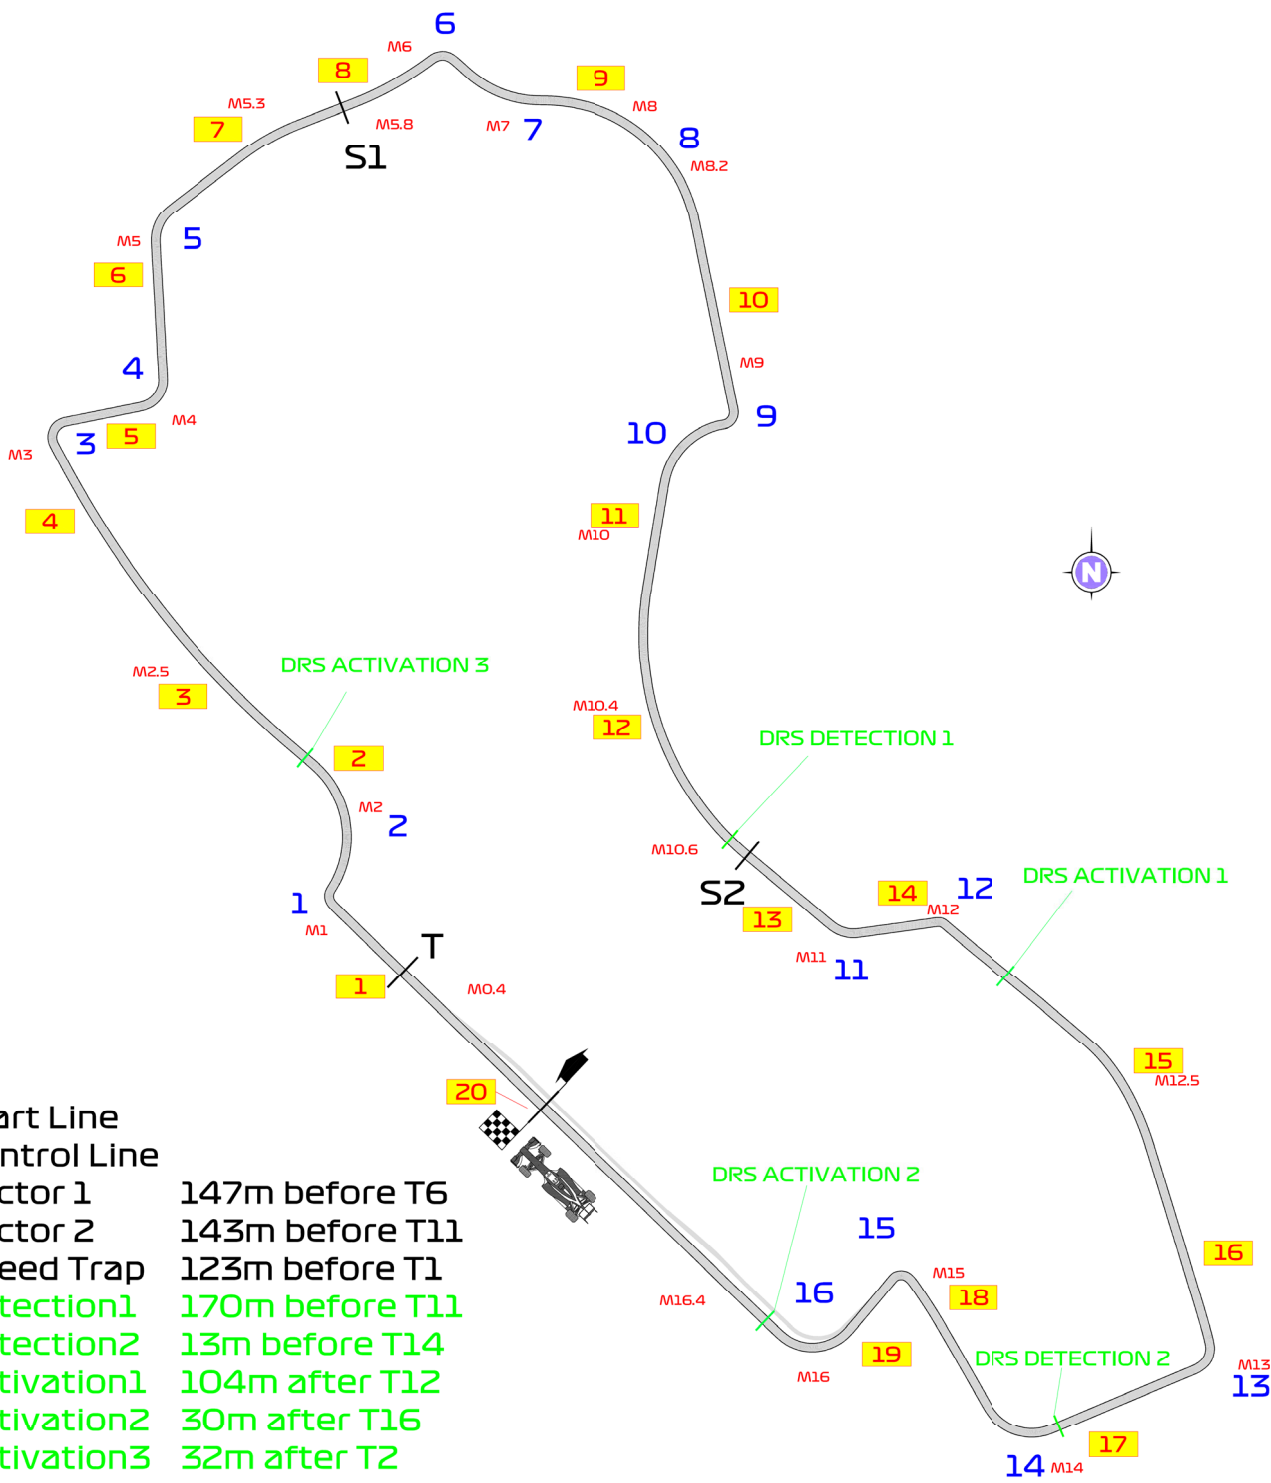 6
M6
8
9
M5.3
M8
7
M5.8
M7
7
8
S1
M8.2
M5
5
6
10
4
M9
M4
9
3
5
10
M3
4
11
M10
N
DRS ACTIVATION 3
M2.5
3
M10.4
12
DRS DETECTION 1
2
M2
2
M10.6
DRS ACTIVATION 1
14
12
S2
1
13
M12
M1
T
M11
11
1
M0.4
15
M12.5
20
DRS ACTIVATION 2
15
16
16
M15
18
M16.4
19
DRS DETECTION 2
M16
M13
13
17
14
M14
art Line
ntrol Line
ctor 1 147m before T6
ctor 2 143m before T11
eed Trap 123m before T1
tection1 170m before T11
tection2 13m before T14
tivation1 104m after T12
tivation2 30m after T16
tivation3 32m after T2